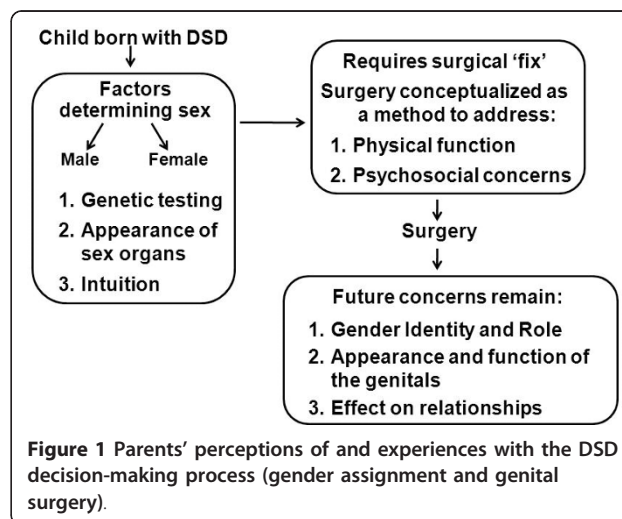 Child born with DSD
Factors
determining sex
Male Female
1. Genetic testing
2. Appearance of
sex organs
3. Intuition
Requires surgical ‘fix’
Surgery conceptualized as
a method to address:
1. Physical function
2. Psychosocial concerns
Surgery
Future concerns remain:
1. Gender Identity and Role
2. Appearance and function of
the genitals
3. Effect on relationships
Figure 1 Parents’ perceptions of and experiences with the DSD
decision-making process (gender assignment and genital
surgery).